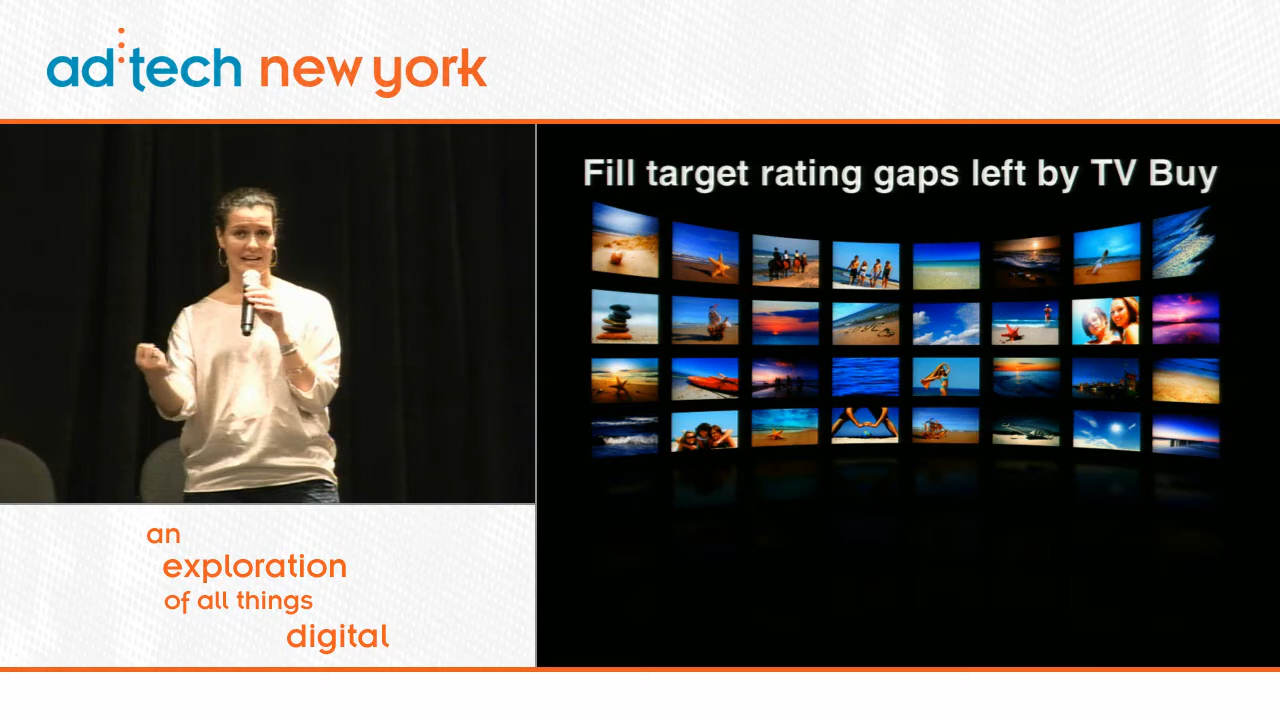 ad:tech new york
Fill target rating gaps left by TV Buy
an
exploration
of all things
digital